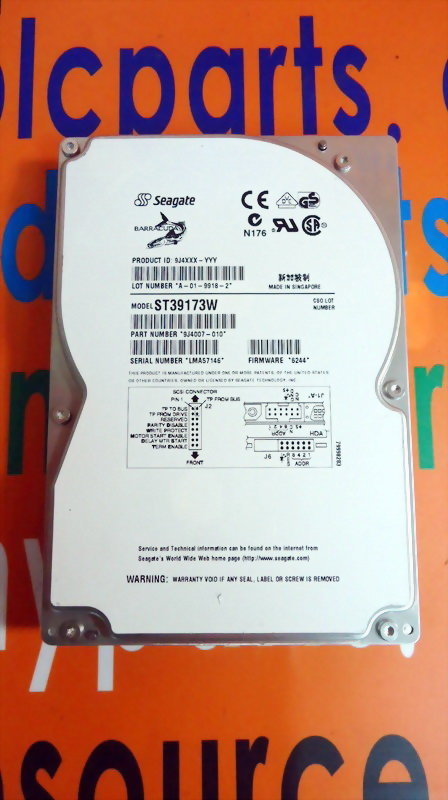 plcparts.
Seagate
BARRACUDA
CE
GS
N176
PRODUCT ID: 9J4XXX-YYY
LOT NUMBER "A-01-9918-2"
MADE IN SINGAPORE
MODEL ST39173W
CBO LOT
NUMBER
PART NUMBER "9J4007-010"
SERIAL NUMBER "LMA57146" FIRMWARE "6244"
THIS PRODUCT IS MANUFACTURED UNDER ONE OR MORE PATENTS, OF THE UNITED STATES
OR OTHER COUNTRIES, OWNED OR LICENSED BY SEAGATE TECHNOLOGY, INC.
SCSI CONNECTOR
PIN 1 TP FROM BUS
J2
TP TO BUS
TP FROM DRIVE
RESERVED
PARITY DISABLE
WRITE PROTECT
MOTOR START ENABLE
DELAY MTR START
TERM ENABLE
FRONT
HDA
J6
ADDR
Service and Technical information can be found on the internet from
Seagate's World Wide Web home page (http://www.seagate.com)
WARNING: WARRANTY VOID IF ANY SEAL, LABEL OR SCREW IS REMOVED
source